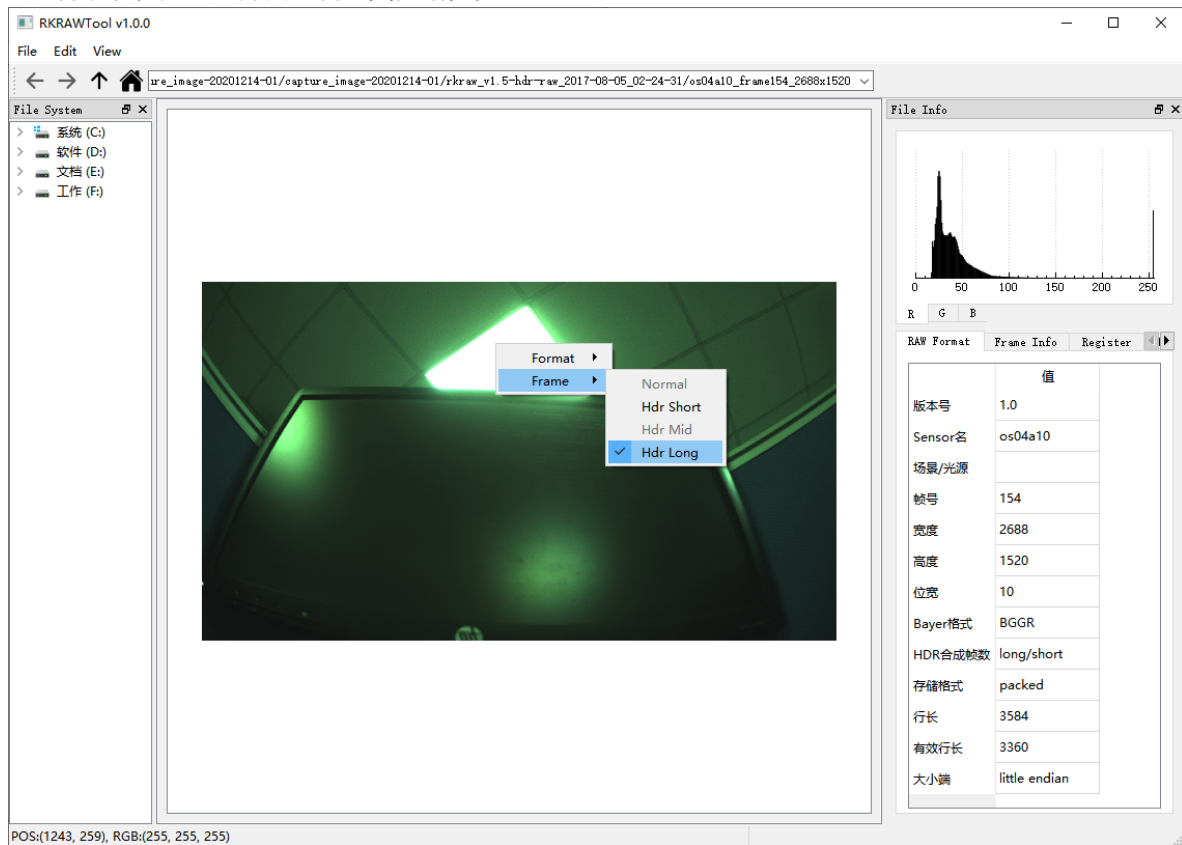 RKRAWTool v1.0.0
File Edit View
re_image-20201214-01/capture_image-20201214-01/rkraw_v1.5-hdr-raw_2017-08-05_02-24-31/os04a10_frame154_2688x1520
File System
系统 (C:)
软件 (D:)
文档 (E:)
工作 (F:)
Format
Frame
Normal
Hdr Short
Hdr Mid
Hdr Long
hp
File Info
0 50 100 150 200 250
R G B
RAW Format Frame Info Register
值
版本号 1.0
Sensor名 os04a10
场景/光源
帧号 154
宽度 2688
高度 1520
位宽 10
Bayer格式 BGGR
HDR合成帧数 long/short
存储格式 packed
行长 3584
有效行长 3360
大小端 little endian
POS:(1243, 259), RGB:(255, 255, 255)